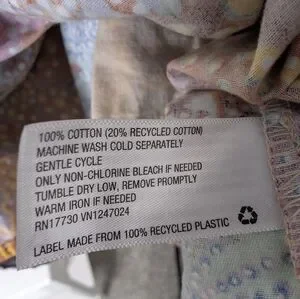 100% COTTON (20% RECYCLED COTTON)
MACHINE WASH COLD SEPARATELY
GENTLE CYCLE
ONLY NON-CHLORINE BLEACH IF NEEDED
TUMBLE DRY LOW, REMOVE PROMPTLY
WARM IRON IF NEEDED
RN17730 VN1247024
LABEL MADE FROM 100% RECYCLED PLASTIC